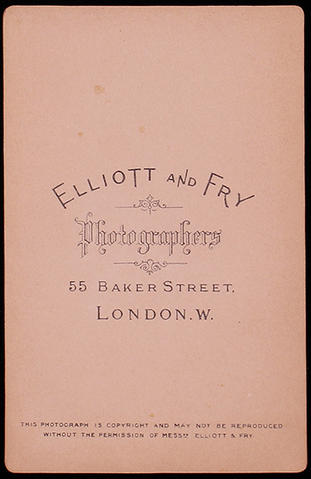 ELLIOTT AND FRY
Photographers
55 BAKER STREET,
LONDON. W.
THIS PHOTOGRAPH IS COPYRIGHT AND MAY NOT BE REPRODUCED
WITHOUT THE PERMISSION OF MESSRS ELLIOTT & FRY.